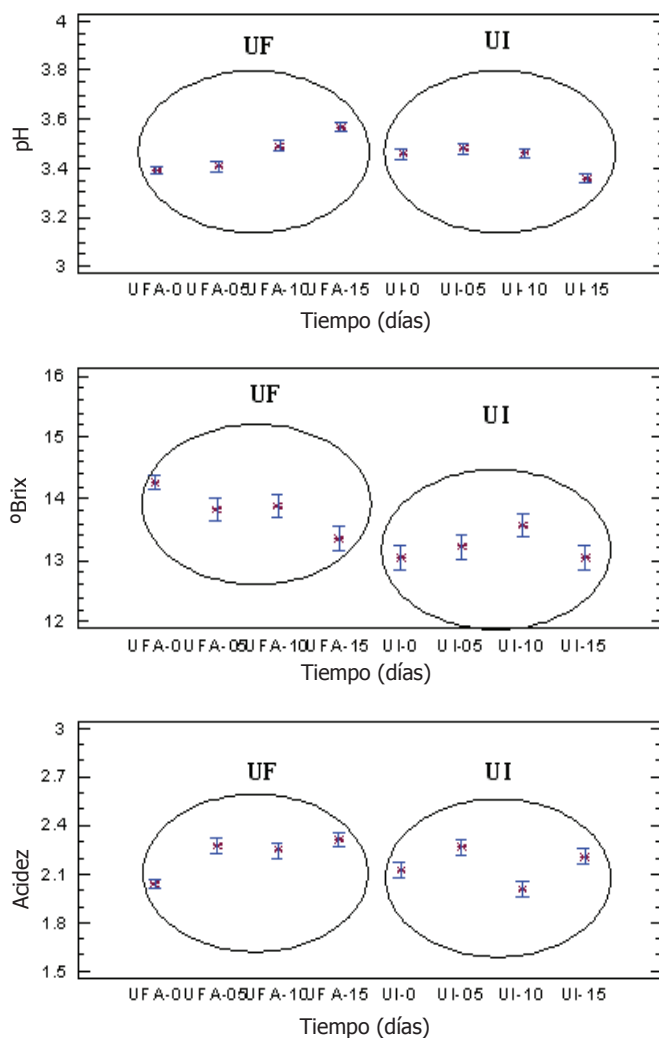 4
UF
UI
3.8
3.6
pH
3.4
3.2
3
UFA-0 UFA-05 UFA-10 UFA-15 UI-0 UI-05 UI-10 UI-15
Tiempo (días)
16
UF
UI
15
14
ºBrix
13
12
UFA-0 UFA-05 UFA-10 UFA-15 UI-0 UI-05 UI-10 UI-15
Tiempo (días)
3
UF
UI
2.7
2.4
Acidez
2.1
1.8
1.5
UFA-0 UFA-05 UFA-10 UFA-15 UI-0 UI-05 UI-10 UI-15
Tiempo (días)